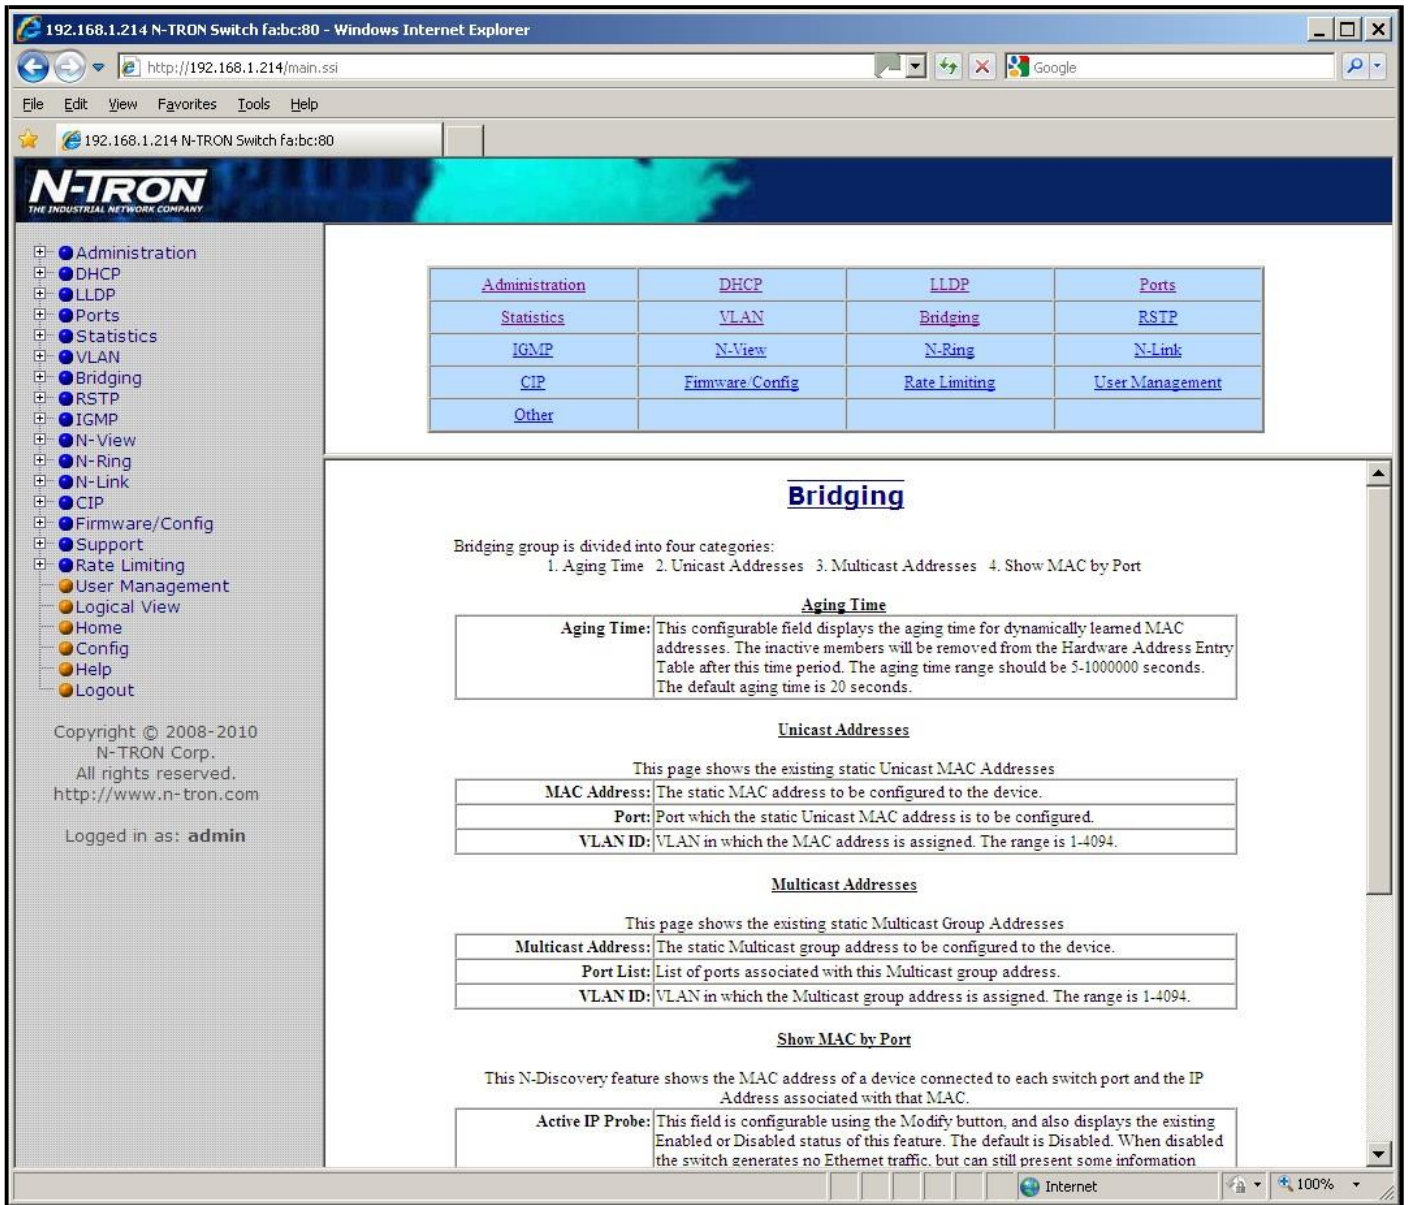 192.168.1.214 N-TRON Switch fa:bc:80 - Windows Internet Explorer
http://192.168.1.214/main.ssi
Google
File Edit View Favorites Tools Help
192.168.1.214 N-TRON Switch fa:bc:80
N-TRON
THE INDUSTRIAL NETWORK COMPANY
Administration
DHCP
LLDP
Ports
Statistics
VLAN
Bridging
RSTP
IGMP
N-View
N-Ring
N-Link
CIP
Firmware/Config
Support
Rate Limiting
User Management
Logical View
Home
Config
Help
Logout
Copyright © 2008-2010
N-TRON Corp.
All rights reserved.
http://www.n-tron.com
Logged in as: admin
Administration DHCP LLDP Ports
Statistics VLAN Bridging RSTP
IGMP N-View N-Ring N-Link
CIP Firmware/Config Rate Limiting User Management
Other
Bridging
Bridging group is divided into four categories:
1. Aging Time 2. Unicast Addresses 3. Multicast Addresses 4. Show MAC by Port
Aging Time
Aging Time: This configurable field displays the aging time for dynamically learned MAC
addresses. The inactive members will be removed from the Hardware Address Entry
Table after this time period. The aging time range should be 5-1000000 seconds.
The default aging time is 20 seconds.
Unicast Addresses
This page shows the existing static Unicast MAC Addresses
MAC Address: The static MAC address to be configured to the device.
Port: Port which the static Unicast MAC address is to be configured.
VLAN ID: VLAN in which the MAC address is assigned. The range is 1-4094.
Multicast Addresses
This page shows the existing static Multicast Group Addresses
Multicast Address: The static Multicast group address to be configured to the device.
Port List: List of ports associated with this Multicast group address.
VLAN ID: VLAN in which the Multicast group address is assigned. The range is 1-4094.
Show MAC by Port
This N-Discovery feature shows the MAC address of a device connected to each switch port and the IP
Address associated with that MAC.
Active IP Probe: This field is configurable using the Modify button, and also displays the existing
Enabled or Disabled status of this feature. The default is Disabled. When disabled
the switch generates no Ethernet traffic, but can still present some information
Internet
100%